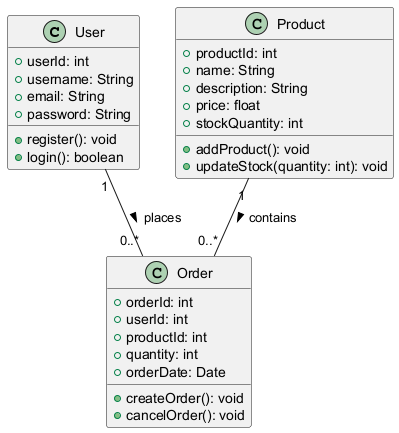 C User
userId: int
username: String
email: String
password: String
register(): void
login(): boolean
C Product
productId: int
name: String
description: String
price: float
stockQuantity: int
addProduct(): void
updateStock(quantity: int): void
1
places
0..*
1
contains
0..*
C Order
orderId: int
userId: int
productId: int
quantity: int
orderDate: Date
createOrder(): void
cancelOrder(): void